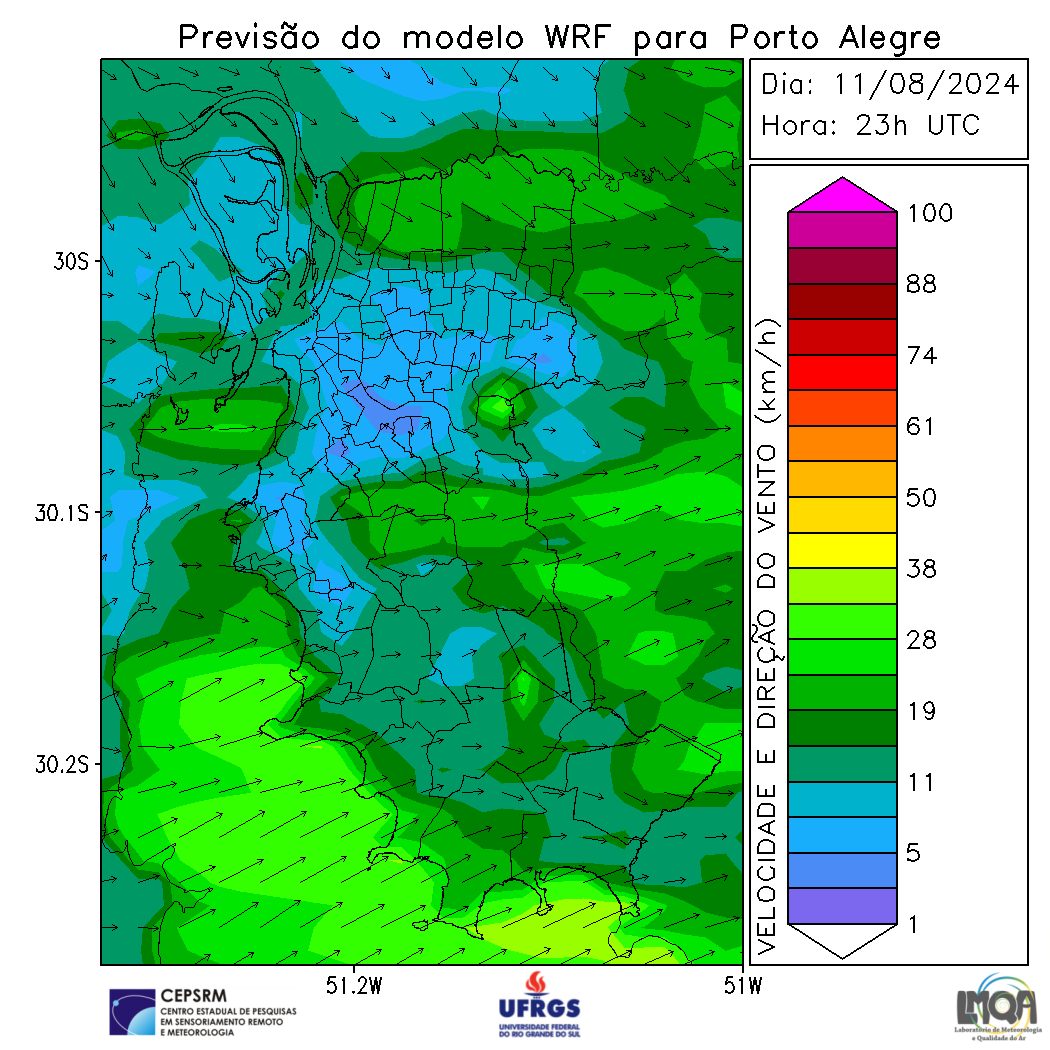 Previsão do modelo WRF para Porto Alegre
Dia: 11/08/2024
Hora: 23h UTC
30S
30.1S
30.2S
51.2W
51W
VELOCIDADE E DIREÇÃO DO VENTO (km/h)
100
88
74
61
50
38
28
19
11
5
1
CEPSRM
CENTRO ESTADUAL DE PESQUISAS
EM SENSORIAMENTO REMOTO
E METEOROLOGIA
UFRGS
UNIVERSIDADE FEDERAL
DO RIO GRANDE DO SUL
LMQA
Laboratório de Meteorologia
e Qualidade do Ar